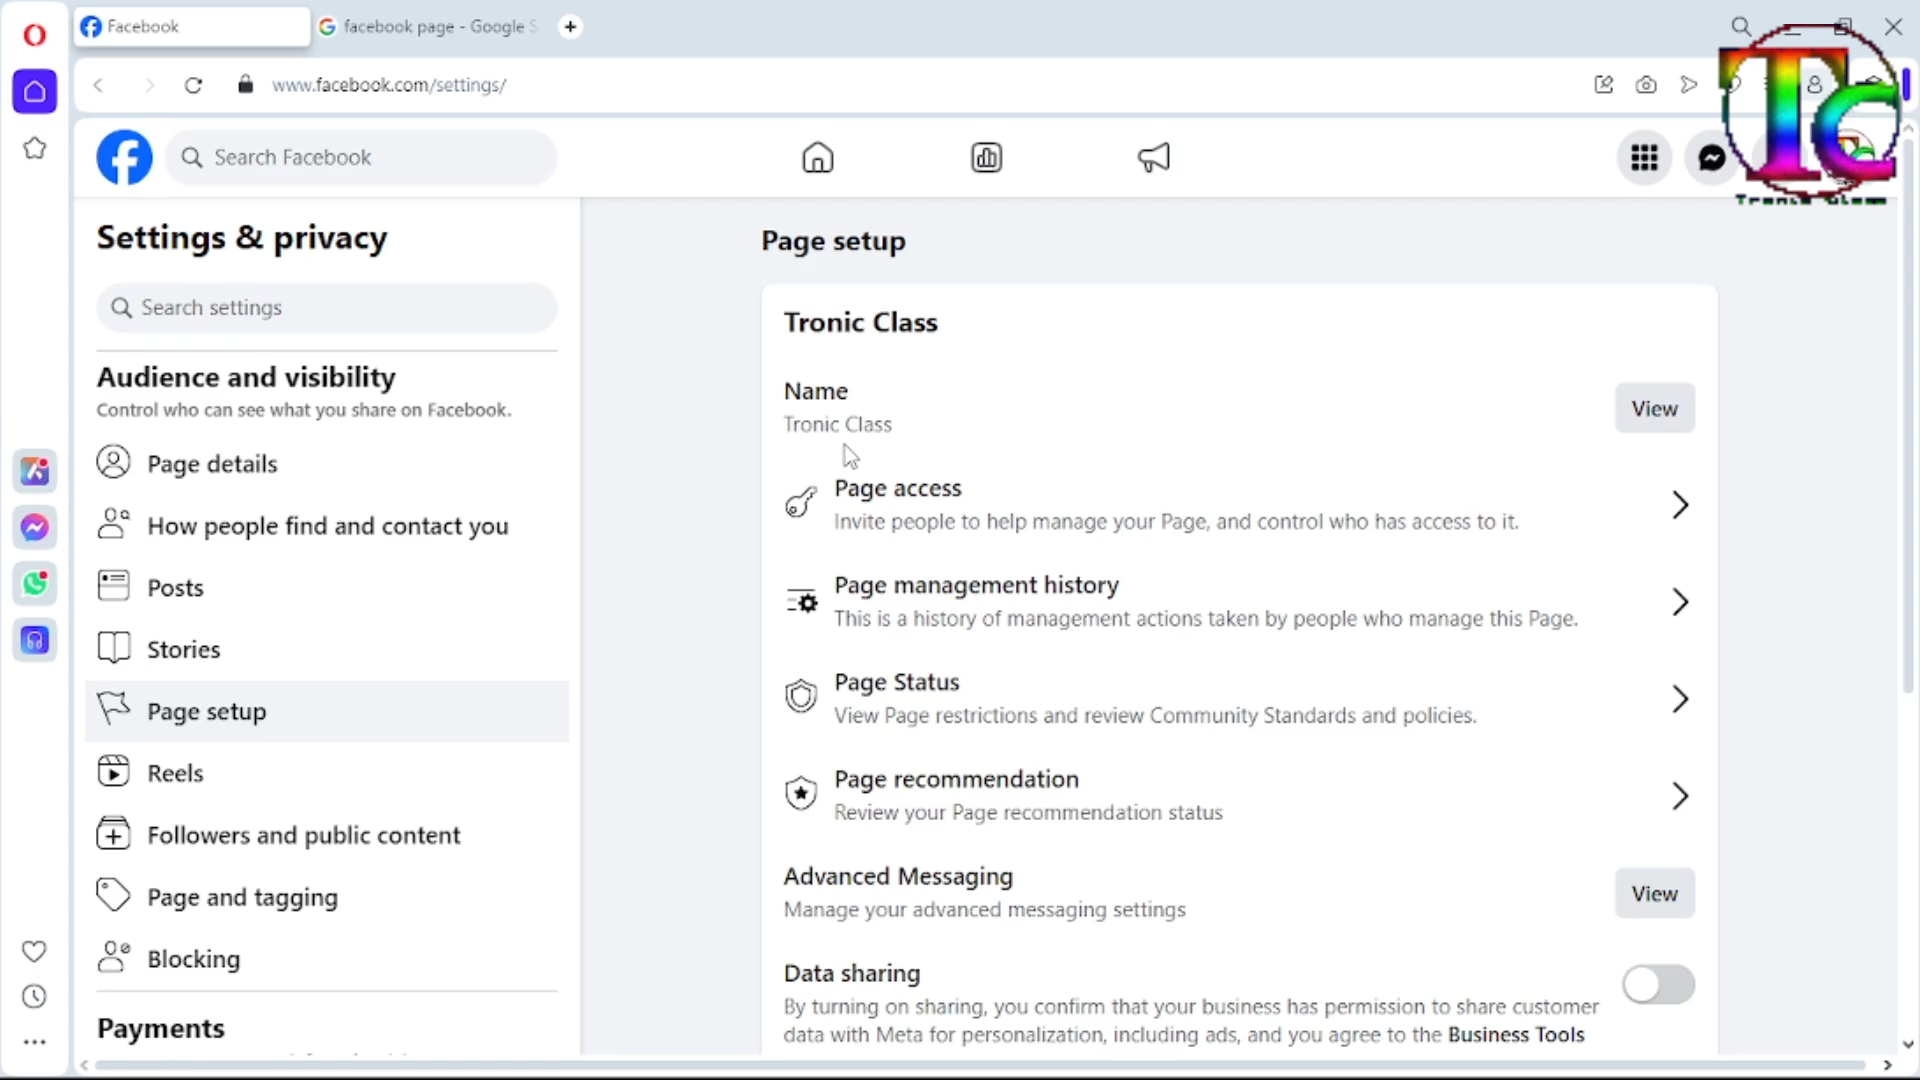 Facebook
facebook page - Google S
www.facebook.com/settings/
Search Facebook
Tc
Settings & privacy
Search settings
Audience and visibility
Control who can see what you share on Facebook.
Page details
How people find and contact you
Posts
Stories
Page setup
Reels
Followers and public content
Page and tagging
Blocking
Payments
Page setup
Tronic Class
Name
Tronic Class
View
Page access
Invite people to help manage your Page, and control who has access to it.
Page management history
This is a history of management actions taken by people who manage this Page.
Page Status
View Page restrictions and review Community Standards and policies.
Page recommendation
Review your Page recommendation status
Advanced Messaging
Manage your advanced messaging settings
View
Data sharing
By turning on sharing, you confirm that your business has permission to share customer
data with Meta for personalization, including ads, and you agree to the Business Tools